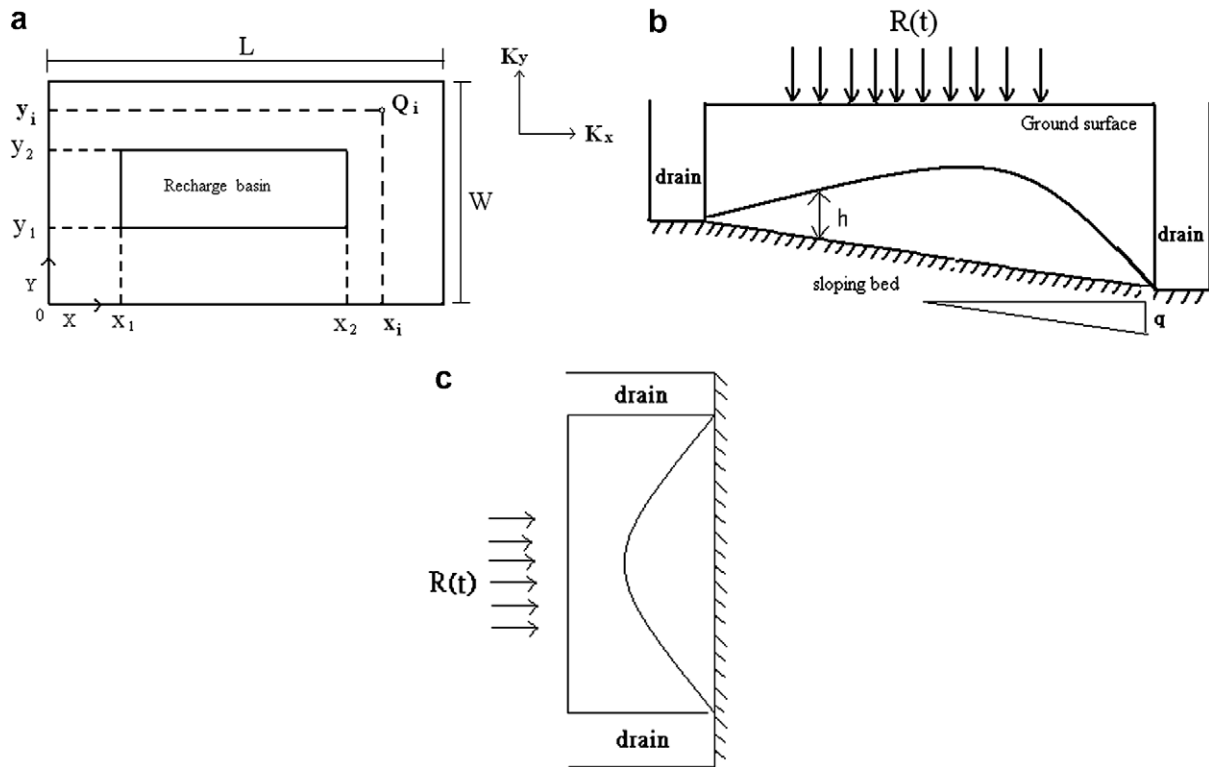 a
L
Ky
Kx
yi
Qi
y2
Recharge basin
W
y1
Y
0
X
x1
x2
xi
b
R(t)
Ground surface
drain
h
drain
sloping bed
q
c
drain
R(t)
drain